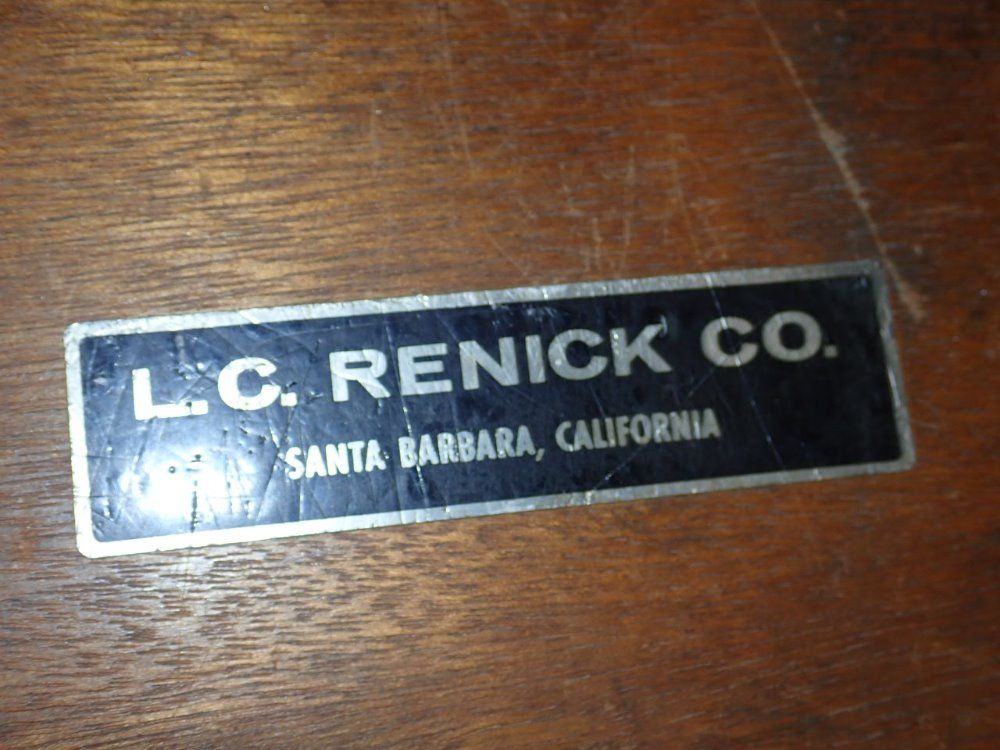 L.C. RENICK CO.
SANTA BARBARA, CALIFORNIA